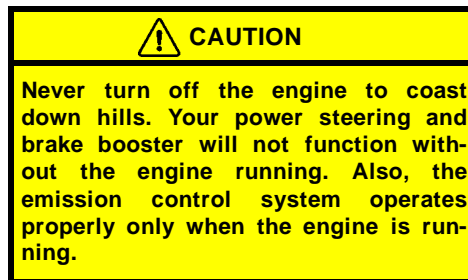 CAUTION
Never turn off the engine to coast
down hills. Your power steering and
brake booster will not function with-
out the engine running. Also, the
emission control system operates
properly only when the engine is run-
ning.